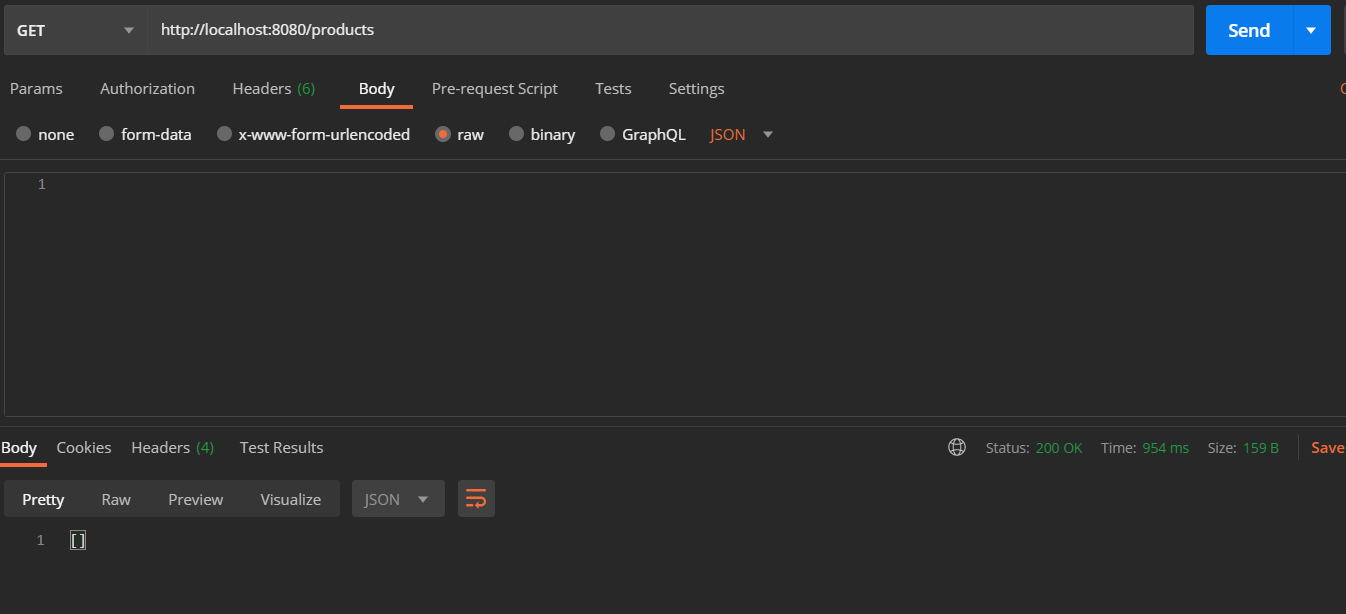 GET http://localhost:8080/products Send
Params Authorization Headers (6) Body Pre-request Script Tests Settings
none form-data x-www-form-urlencoded raw binary GraphQL JSON
1
Body Cookies Headers (4) Test Results Status: 200 OK Time: 954 ms Size: 159 B Save
Pretty Raw Preview Visualize JSON
1 []